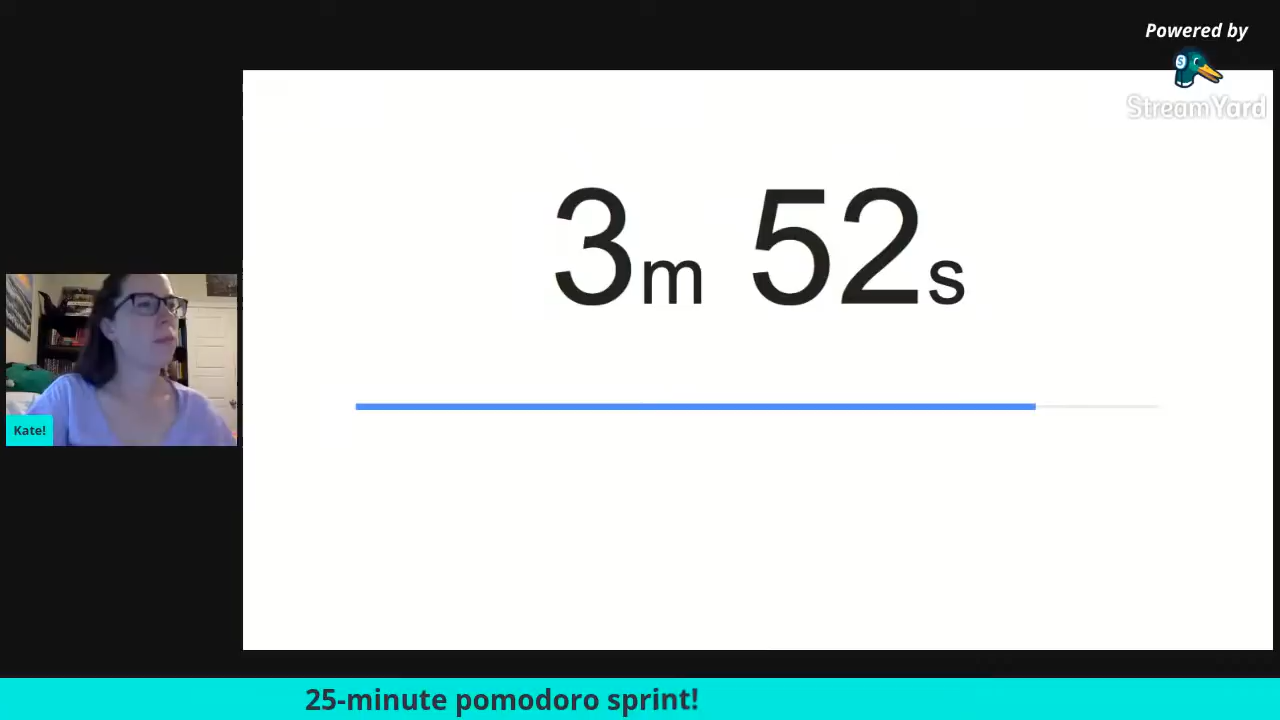 Powered by
S
StreamYard
3m 52s
Kate!
25-minute pomodoro sprint!